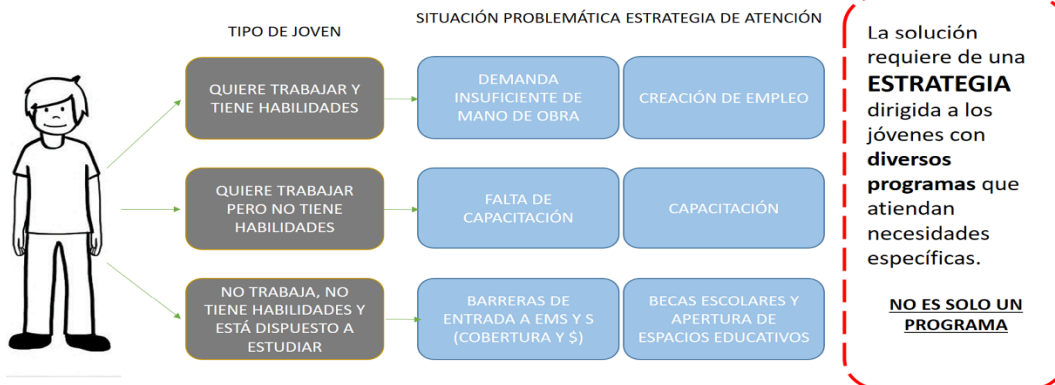 TIPO DE JOVEN
SITUACIÓN PROBLEMÁTICA
ESTRATEGIA DE ATENCIÓN
QUIERE TRABAJAR Y
TIENE HABILIDADES
DEMANDA
INSUFICIENTE DE
MANO DE OBRA
CREACIÓN DE EMPLEO
QUIERE TRABAJAR
PERO NO TIENE
HABILIDADES
FALTA DE
CAPACITACIÓN
CAPACITACIÓN
NO TRABAJA, NO
TIENE HABILIDADES Y
ESTÁ DISPUESTO A
ESTUDIAR
BARRERAS DE
ENTRADA A EMS Y S
(COBERTURA Y $)
BECAS ESCOLARES Y
APERTURA DE
ESPACIOS EDUCATIVOS
La solución
requiere de una
ESTRATEGIA
dirigida a los
jóvenes con
diversos
programas que
atiendan
necesidades
específicas.
NO ES SOLO UN
PROGRAMA